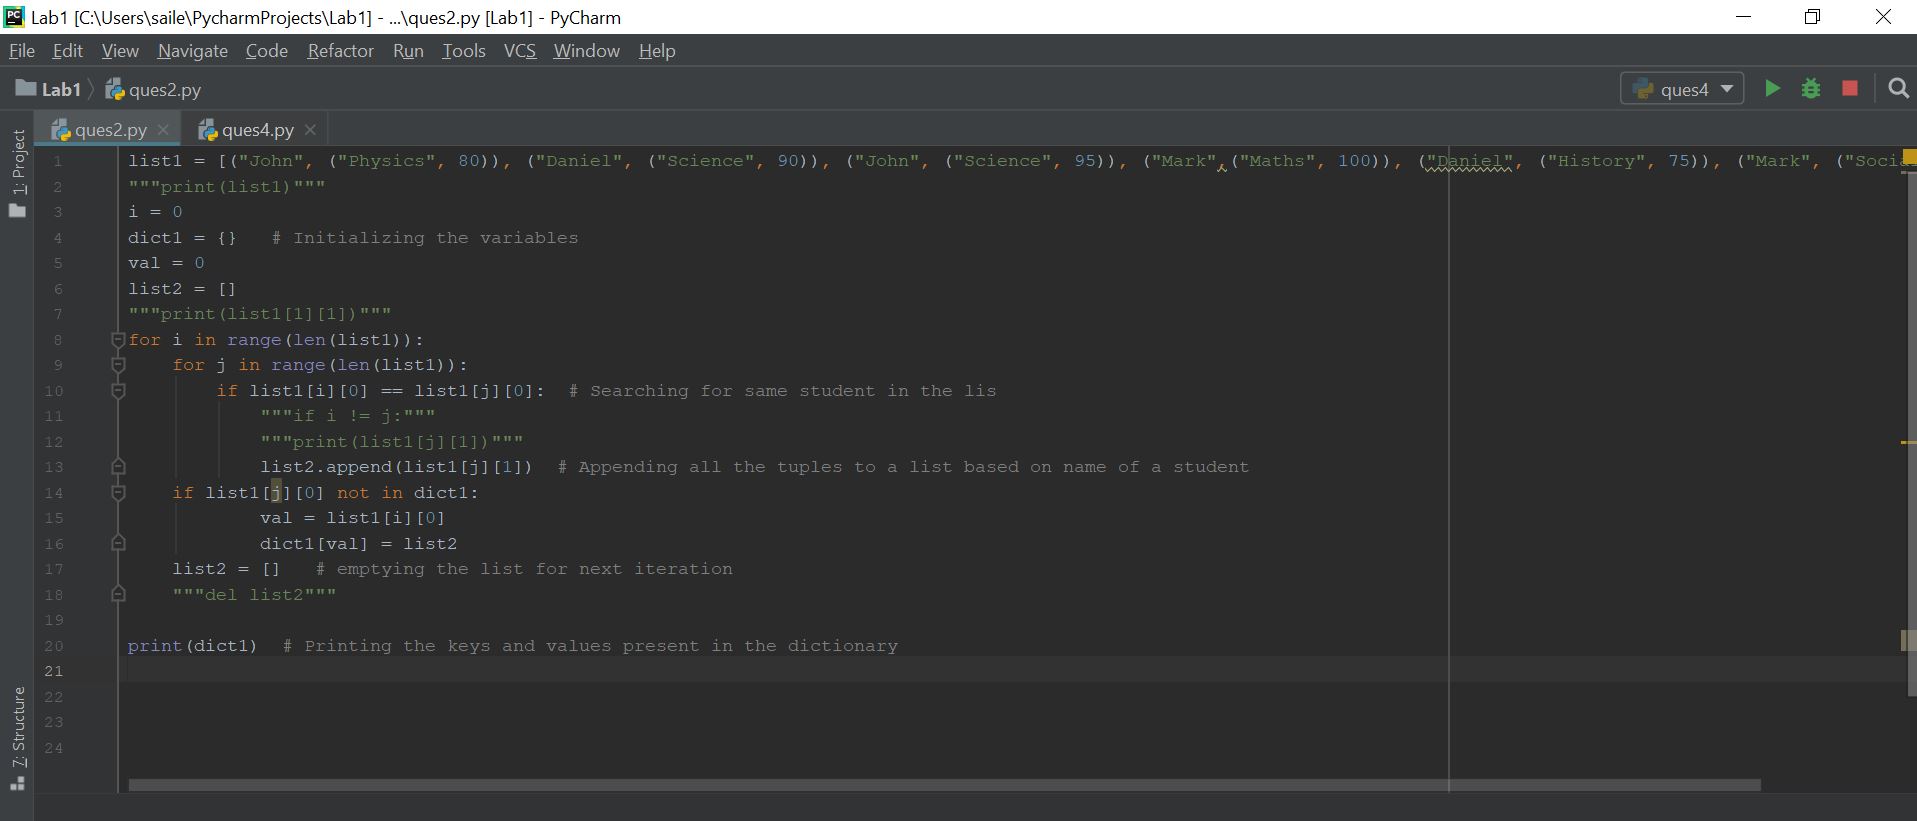 Lab1 [C:\Users\saile\PycharmProjects\Lab1] - ...\ques2.py [Lab1] - PyCharm
File Edit View Navigate Code Refactor Run Tools VCS Window Help
Lab1 ques2.py ques4
ques2.py ques4.py
1: Project
1 list1 = [("John", ("Physics", 80)), ("Daniel", ("Science", 90)), ("John", ("Science", 95)), ("Mark",("Maths", 100)), ("Daniel", ("History", 75)), ("Mark", ("Social
2 """print(list1)"""
3 i = 0
4 dict1 = {}   # Initializing the variables
5 val = 0
6 list2 = []
7 """print(list1[1][1])"""
8 for i in range(len(list1)):
9     for j in range(len(list1)):
10         if list1[i][0] == list1[j][0]:  # Searching for same student in the lis
11             """if i != j:"""
12             """print(list1[j][1])"""
13             list2.append(list1[j][1])  # Appending all the tuples to a list based on name of a student
14     if list1[j][0] not in dict1:
15             val = list1[i][0]
16             dict1[val] = list2
17     list2 = []   # emptying the list for next iteration
18     """del list2"""
19
20 print(dict1)  # Printing the keys and values present in the dictionary
21
22
23
24
7: Structure